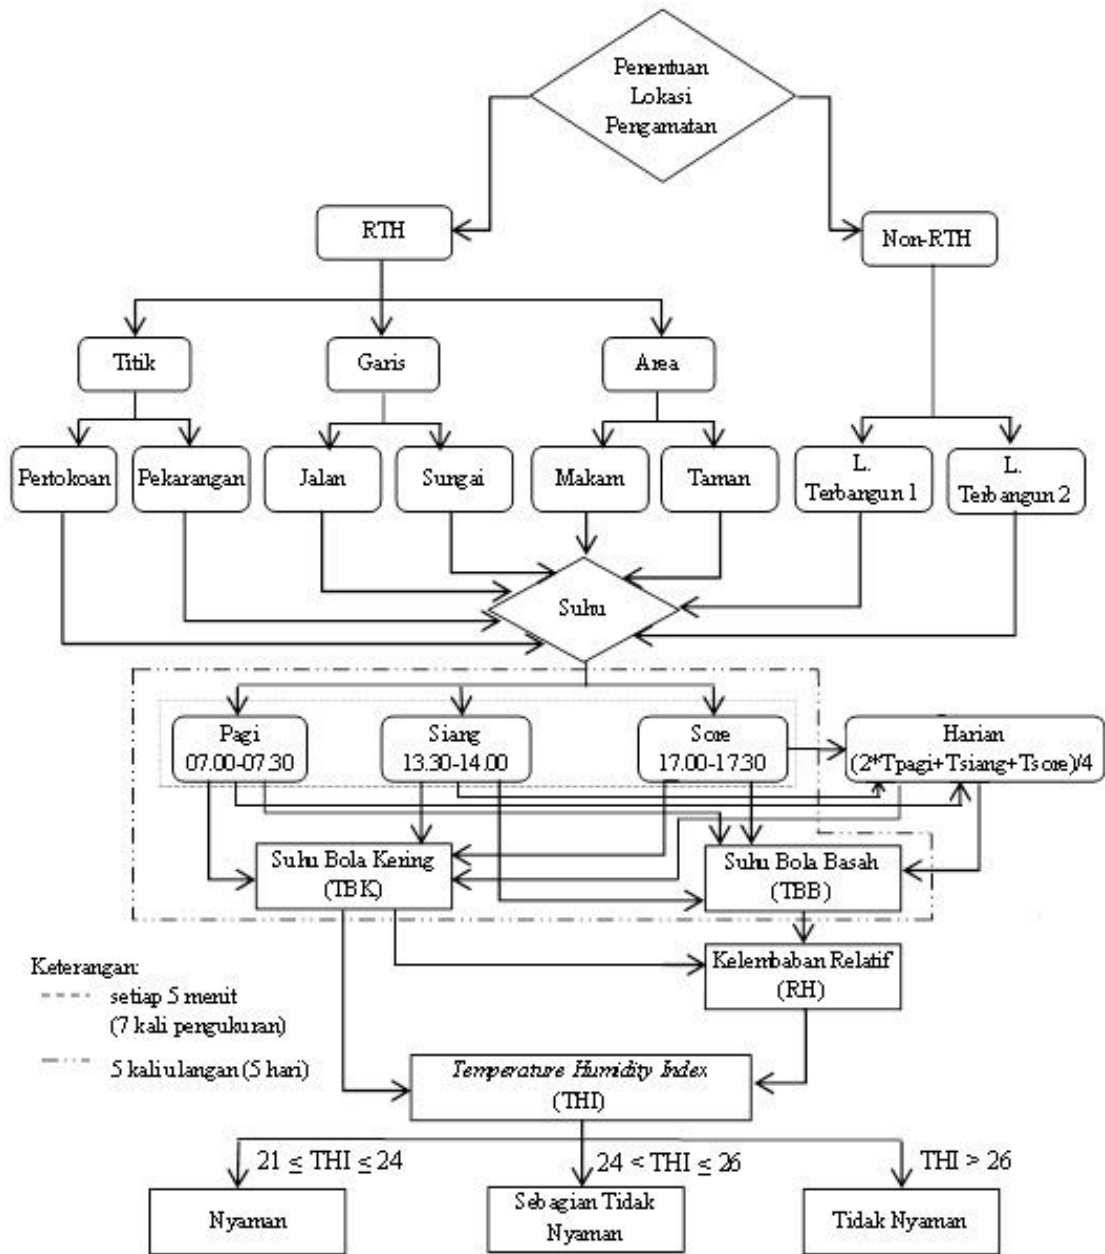 Penentuan
Lokasi
Pengamatan
RTH
Non-RTH
Titik
Garis
Area
Pertokoan
Pekarangan
Jalan
Sungai
Makam
Taman
L.
Terbangun 1
L.
Terbangun 2
Suhu
Pagi
07.00-07.30
Siang
13.30-14.00
Sore
17.00-17.30
Harian
(2*Tpagi+Tsiang+Tsore)/4
Suhu Bola Kering
(TBK)
Suhu Bola Basah
(TBB)
Kelembaban Relatif
(RH)
Keterangan:
setiap 5 menit
(7 kali pengukuran)
5 kali ulangan (5 hari)
Temperature Humidity Index
(THI)
21 ≤ THI ≤ 24
24 < THI ≤ 26
THI > 26
Nyaman
Sebagian Tidak
Nyaman
Tidak Nyaman